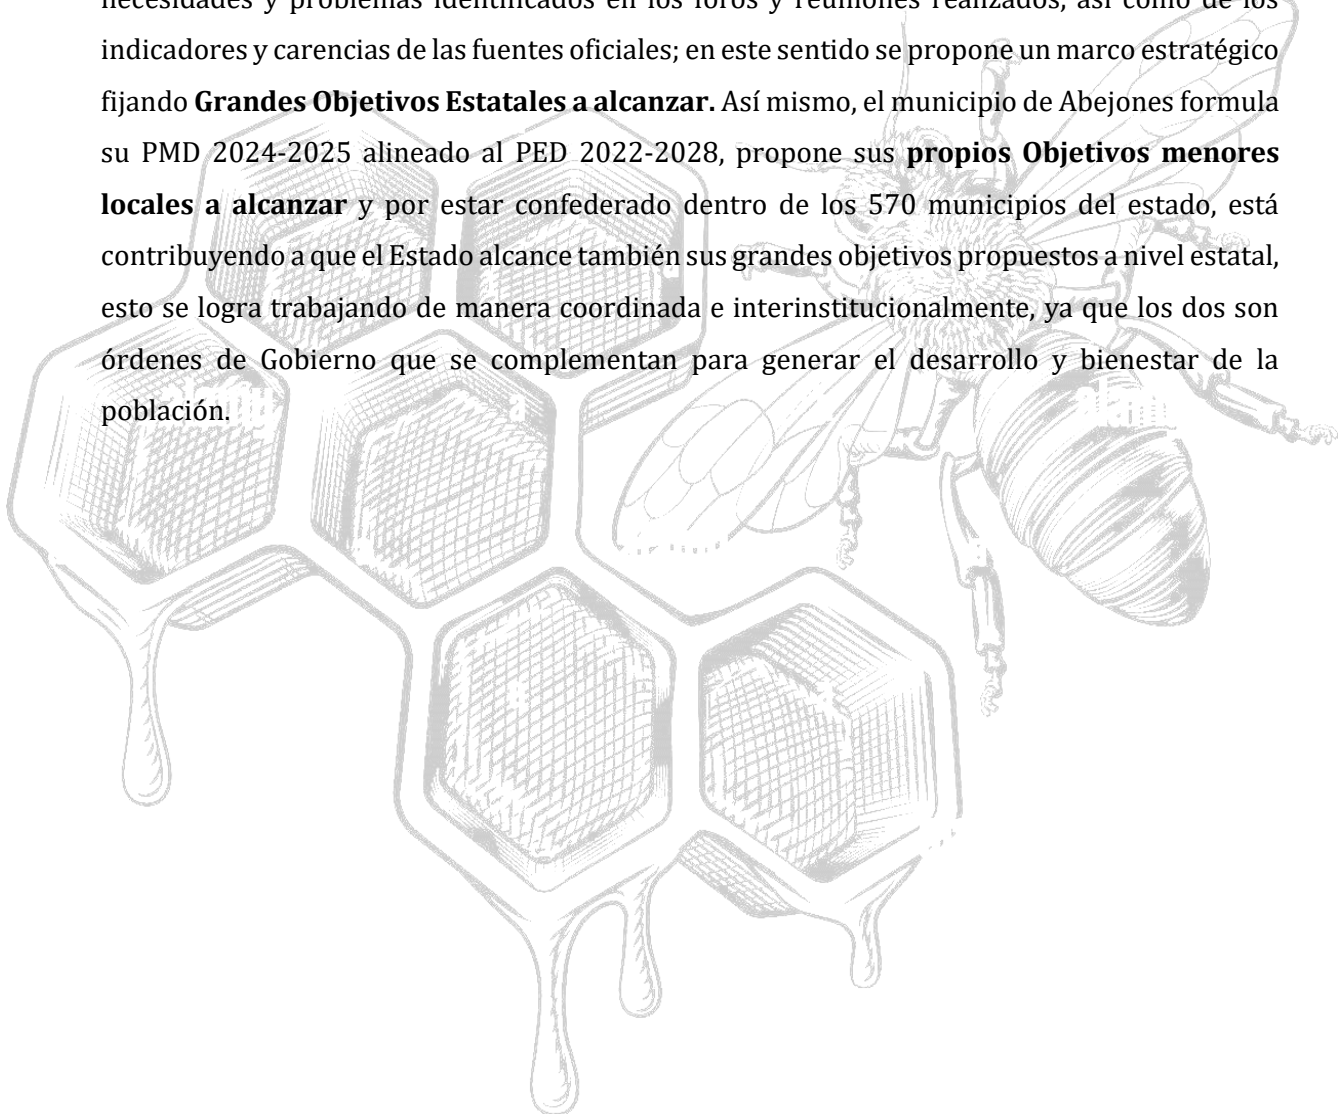 necesidades y problemas identificados en los foros y reuniones realizados, así como de los
indicadores y carencias de las fuentes oficiales; en este sentido se propone un marco estratégico
fijando Grandes Objetivos Estatales a alcanzar. Así mismo, el municipio de Abejones formula
su PMD 2024-2025 alineado al PED 2022-2028, propone sus propios Objetivos menores
locales a alcanzar y por estar confederado dentro de los 570 municipios del estado, está
contribuyendo a que el Estado alcance también sus grandes objetivos propuestos a nivel estatal,
esto se logra trabajando de manera coordinada e interinstitucionalmente, ya que los dos son
órdenes de Gobierno que se complementan para generar el desarrollo y bienestar de la
población.